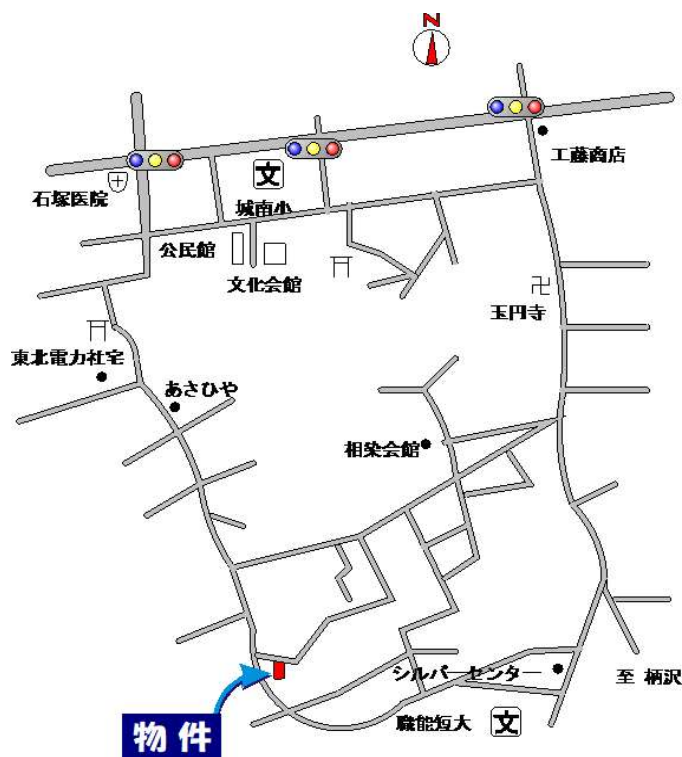 N
工藤商店
文
石塚医院
城南小
公民館
文化会館
玉円寺
東北電力社宅
あさひや
相染会館
シルバーセンター
至 柄沢
職能短大
文
物件